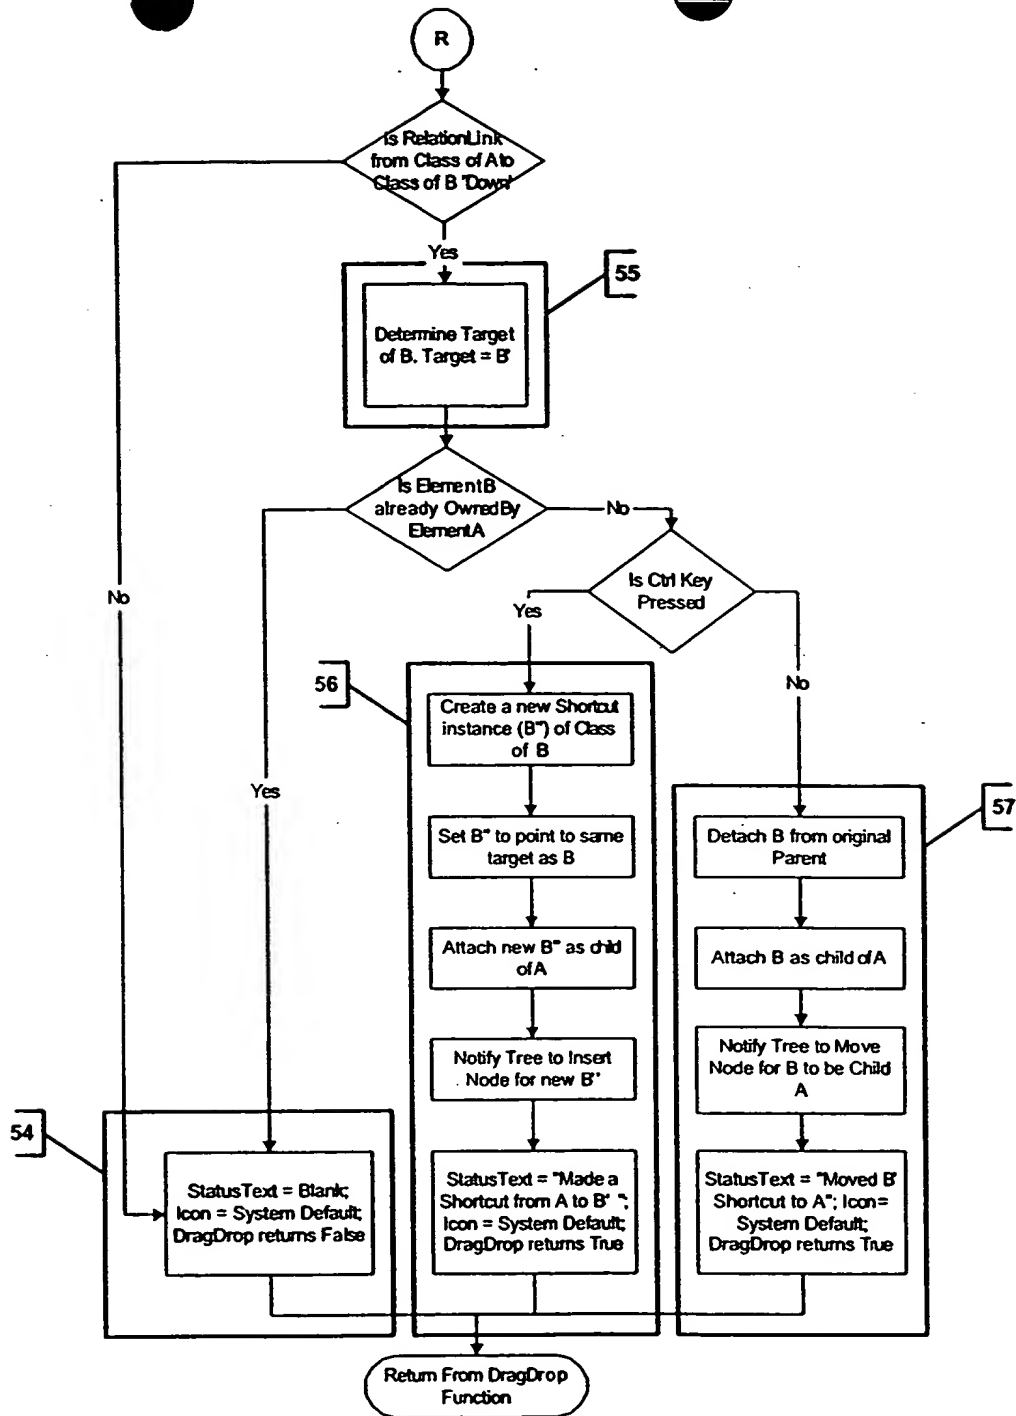 R
Is RelationLink
from Class of A to
Class of B "Down"
Yes
55
Determine Target
of B. Target = B'
Is Element B
already OwnedBy
Element A
No
Is Ctrl Key
Pressed
No
Yes
56
No
Create a new Shortcut
instance (B") of Class
of B
Yes
57
Set B" to point to same
target as B
Detach B from original
Parent
Attach new B" as child
of A
Attach B as child of A
Notify Tree to Insert
Node for new B"
Notify Tree to Move
Node for B to be Child
A
54
StatusText = Blank;
Icon = System Default;
DragDrop returns False
StatusText = "Made a
Shortcut from A to B' ";
Icon = System Default;
DragDrop returns True
StatusText = "Moved B'
Shortcut to A"; Icon=
System Default;
DragDrop returns True
Return From DragDrop
Function